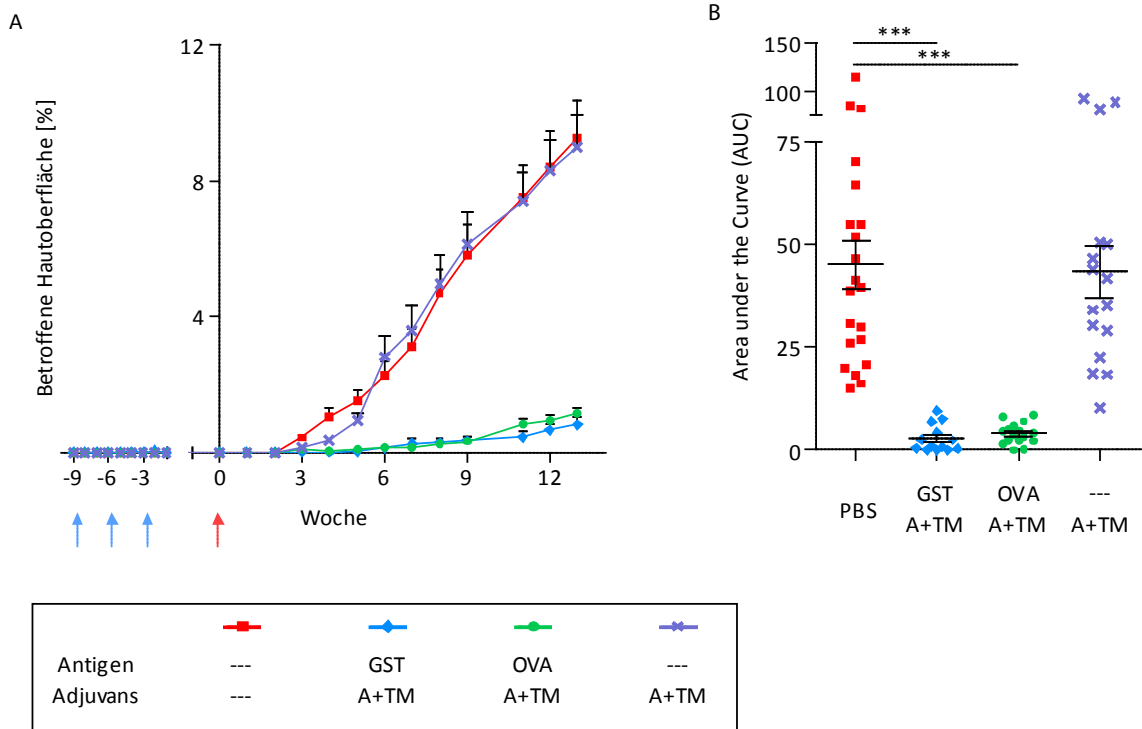 A
Betroffene Hautoberfläche [%]
12
8
4
-9 -6 -3 0 3 6 9 12
Woche
B
Area under the Curve (AUC)
150
100
75
50
25
0
***
***
PBS GST OVA ---
A+TM A+TM A+TM
Antigen --- GST OVA ---
Adjuvans --- A+TM A+TM A+TM